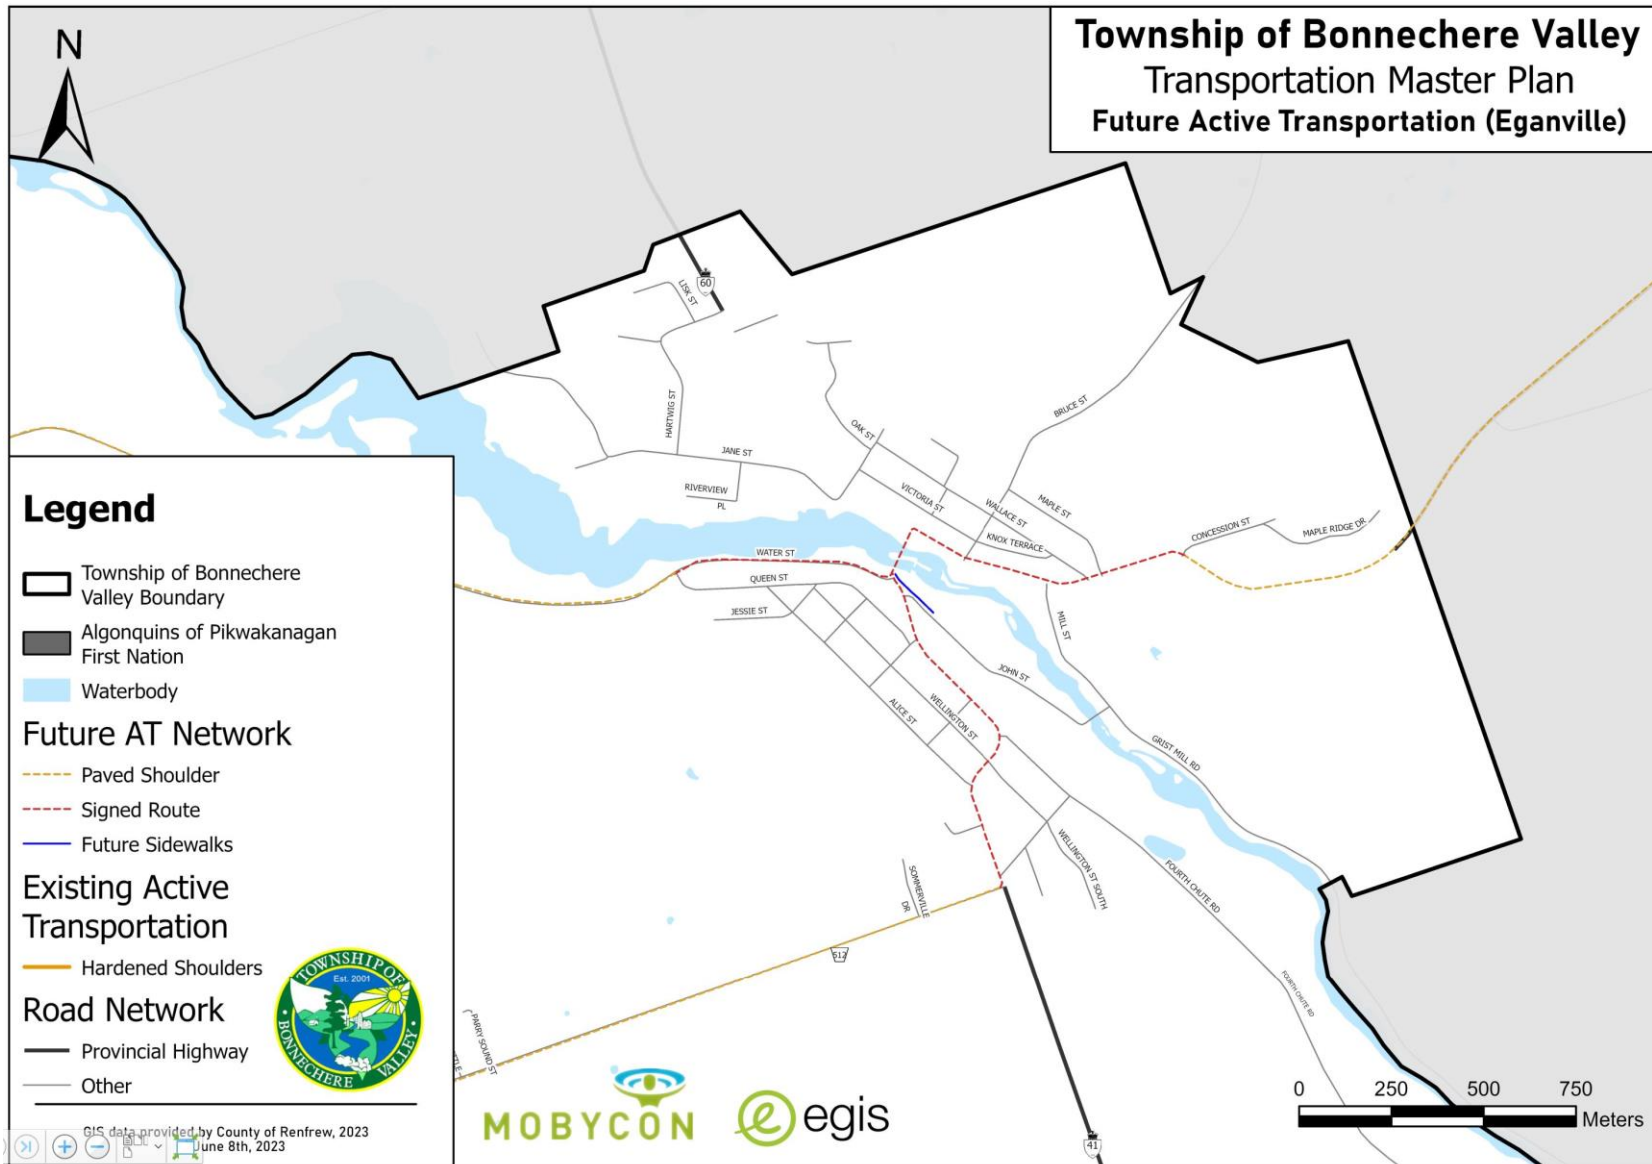 Township of Bonnechere Valley
Transportation Master Plan
Future Active Transportation (Eganville)
N
60
LISK ST
HARTWIG ST
JANE ST
RIVERVIEW
PL
OAK ST
VICTORIA ST
WALLACE ST
KNOX TERRACE
MAPLE ST
BRUCE ST
CONCESSION ST
MAPLE RIDGE DR
WATER ST
QUEEN ST
JESSIE ST
MILL ST
JOHN ST
ALICE ST
WELLINGTON ST
GRIST MILL RD
WELLINGTON ST SOUTH
FOURTH CHUTE RD
FOURTH CHUTE RD
SOMMERVILLE
DR
512
PARRY SOUND ST
41
Legend
Township of Bonnechere
Valley Boundary
Algonquins of Pikwakanagan
First Nation
Waterbody
Future AT Network
Paved Shoulder
Signed Route
Future Sidewalks
Existing Active
Transportation
Hardened Shoulders
Road Network
Provincial Highway
Other
TOWNSHIP OF
Est. 2001
BONNECHERE VALLEY
GIS data provided by County of Renfrew, 2023
June 8th, 2023
MOBYCON
e egis
0 250 500 750
Meters